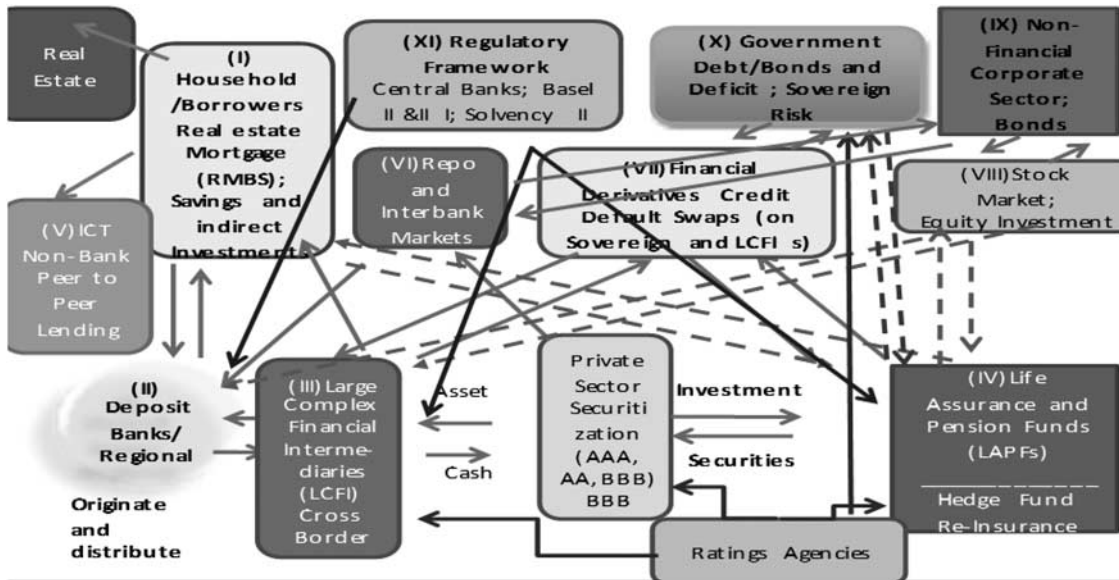 Real
Estate
(I)
Household
/Borrowers
Real estate
Mortgage
(RMBS);
Savings and
indirect
Investments
(XI) Regulatory
Framework
Central Banks; Basel
II &II I; Solvency II
(X) Government
Debt/Bonds and
Deficit ; Sovereign
Risk
(IX) Non-
Financial
Corporate
Sector;
Bonds
(V) ICT
Non-Bank
Peer to
Peer
Lending
(VI) Repo
and
Interbank
Markets
(VII) Financial
Derivatives Credit
Default Swaps (on
Sovereign and LCFI s)
(VIII) Stock
Market;
Equity Investment
(II)
Deposit
Banks/
Regional
Originate
and
distribute
(III) Large
Complex
Financial
Interme-
diaries
(LCFI)
Cross
Border
Asset
Cash
Private
Sector
Securiti
zation
(AAA,
AA, BBB)
BBB
Investment
Securities
(IV) Life
Assurance and
Pension Funds
(LAPFs)
Hedge Fund
Re-Insurance
Ratings Agencies